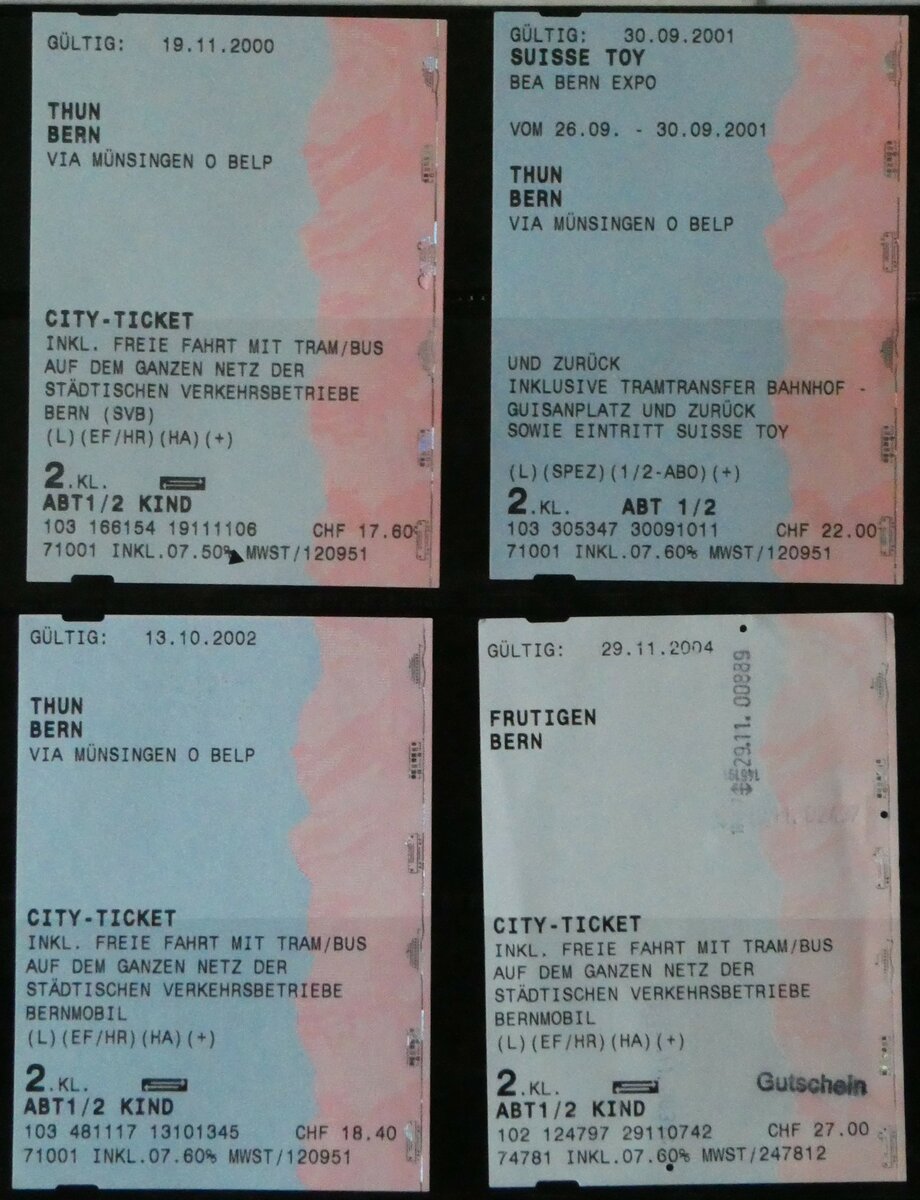 GÜLTIG: 19.11.2000
THUN
BERN
VIA MÜNSINGEN O BELP
CITY-TICKET
INKL. FREIE FAHRT MIT TRAM/BUS
AUF DEM GANZEN NETZ DER
STÄDTISCHEN VERKEHRSBETRIEBE
BERN (SVB)
(L)(EF/HR)(HA)(+)
2.KL.
ABT1/2 KIND
103 166154 19111106 CHF 17.60
71001 INKL.07.50% MWST/120951
GÜLTIG: 30.09.2001
SUISSE TOY
BEA BERN EXPO
VOM 26.09. - 30.09.2001
THUN
BERN
VIA MÜNSINGEN O BELP
UND ZURÜCK
INKLUSIVE TRAMTRANSFER BAHNHOF -
GUISANPLATZ UND ZURÜCK
SOWIE EINTRITT SUISSE TOY
(L)(SPEZ)(1/2-ABO)(+)
2.KL. ABT 1/2
103 305347 30091011 CHF 22.00
71001 INKL.07.60% MWST/120951
GÜLTIG: 13.10.2002
THUN
BERN
VIA MÜNSINGEN O BELP
CITY-TICKET
INKL. FREIE FAHRT MIT TRAM/BUS
AUF DEM GANZEN NETZ DER
STÄDTISCHEN VERKEHRSBETRIEBE
BERNMOBIL
(L)(EF/HR)(HA)(+)
2.KL.
ABT1/2 KIND
103 481117 13101345 CHF 18.40
71001 INKL.07.60% MWST/120951
GÜLTIG: 29.11.2004
29.11. 00889
FRUTIGEN
BERN
CITY-TICKET
INKL. FREIE FAHRT MIT TRAM/BUS
AUF DEM GANZEN NETZ DER
STÄDTISCHEN VERKEHRSBETRIEBE
BERNMOBIL
(L)(EF/HR)(HA)(+)
2.KL. Gutschein
ABT1/2 KIND
102 124797 29110742 CHF 27.00
74781 INKL.07.60% MWST/247812